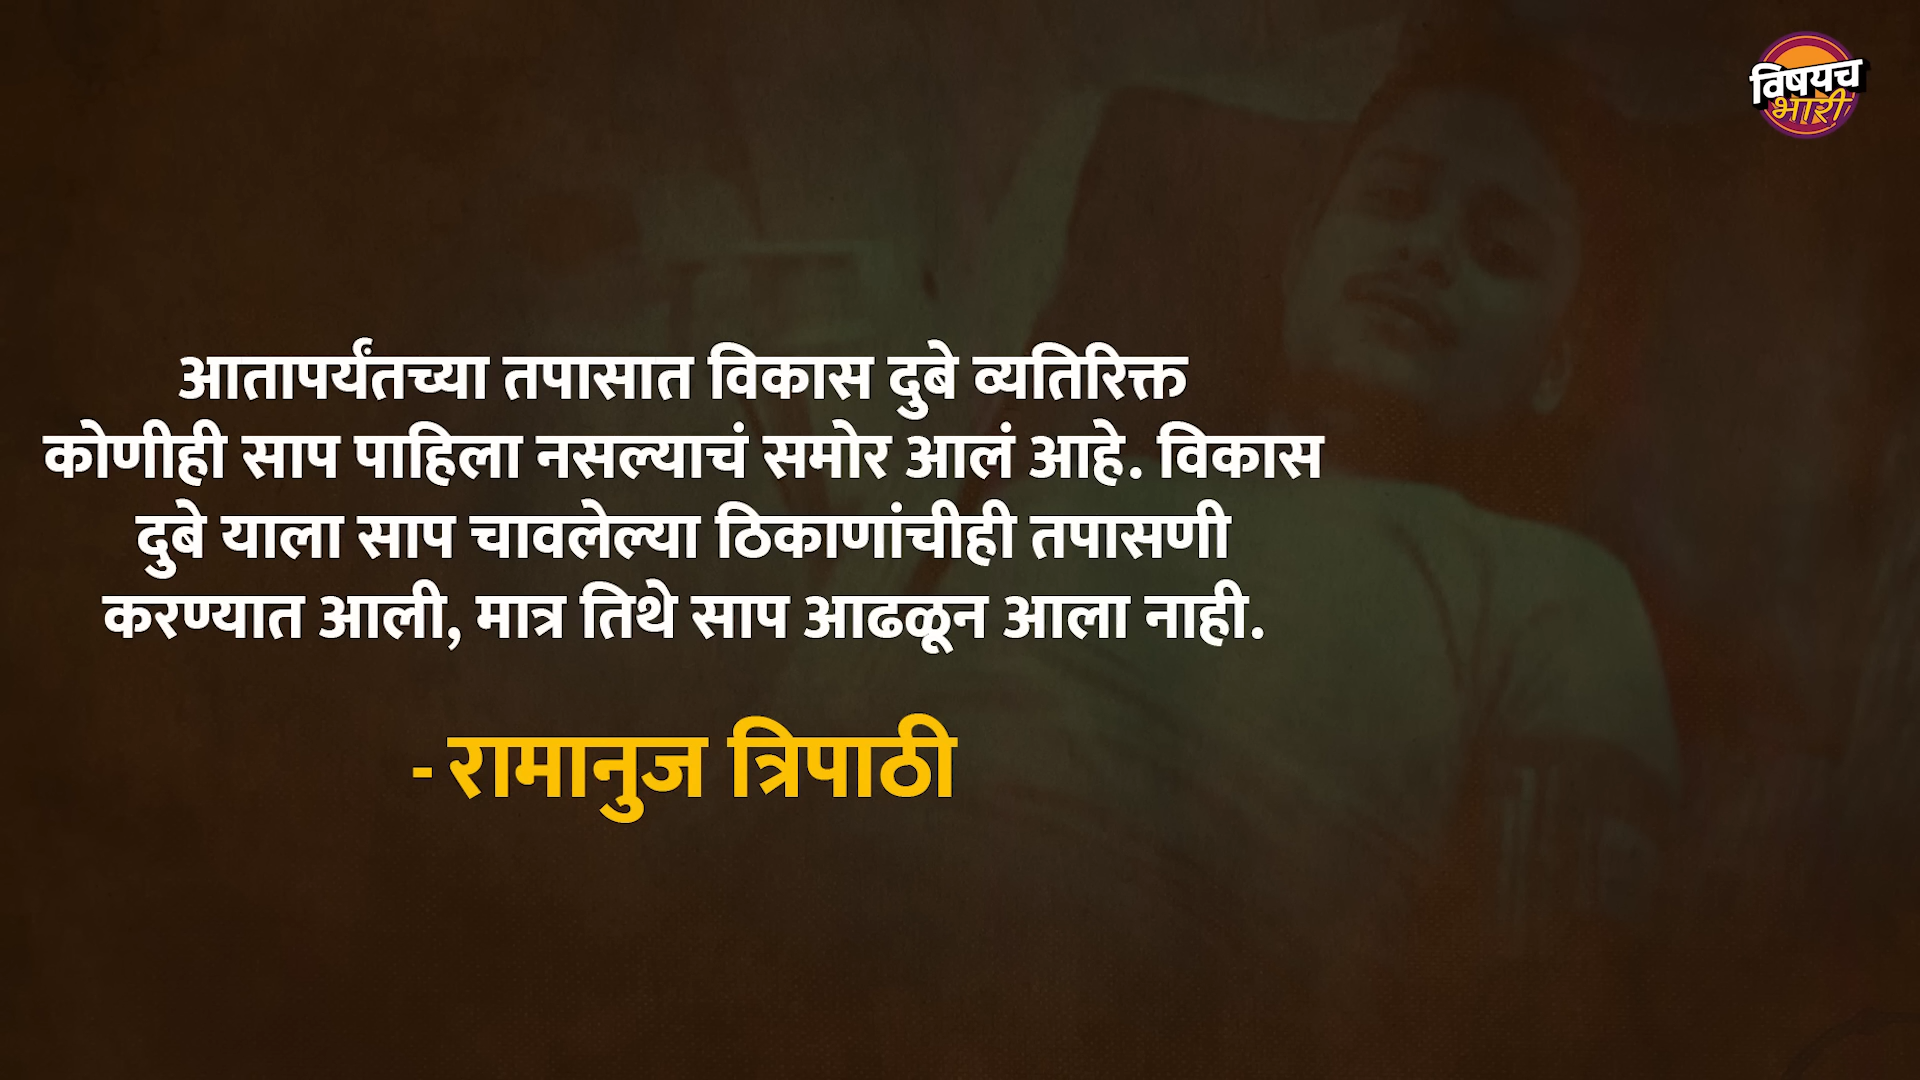 विषयच
भारी
आतापर्यंतच्या तपासात विकास दुबे व्यतिरिक्त
कोणीही साप पाहिला नसल्याचं समोर आलं आहे. विकास
दुबे याला साप चावलेल्या ठिकाणांचीही तपासणी
करण्यात आली, मात्र तिथे साप आढळून आला नाही.
- रामानुज त्रिपाठी